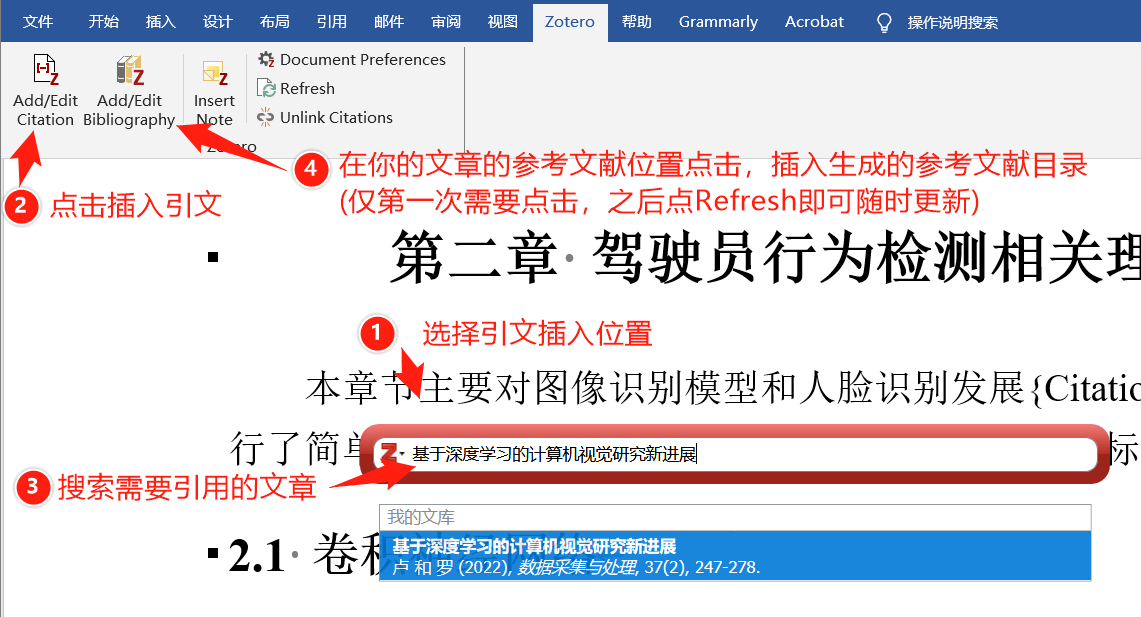 文件 开始 插入 设计 布局 引用 邮件 审阅 视图 Zotero 帮助 Grammarly Acrobat 操作说明搜索
Add/Edit Citation
Add/Edit Bibliography
Insert Note
Document Preferences
Refresh
Unlink Citations
Zotero
4 在你的文章的参考文献位置点击，插入生成的参考文献目录
(仅第一次需要点击，之后点Refresh即可随时更新)
2 点击插入引文
第二章· 驾驶员行为检测相关理
1 选择引文插入位置
本章节主要对图像识别模型和人脸识别发展{Citatio
行了简单
标
Z 基于深度学习的计算机视觉研究新进展
3 搜索需要引用的文章
我的文库
基于深度学习的计算机视觉研究新进展
卢 和 罗 (2022), 数据采集与处理, 37(2), 247-278.
2.1· 卷积